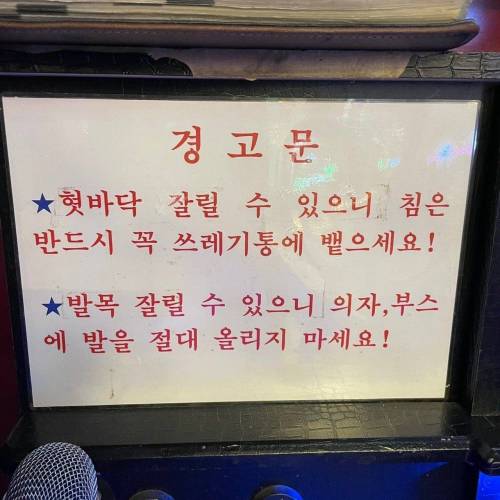 경고문
★혓바닥 잘릴 수 있으니 침은
반드시 꼭 쓰레기통에 뱉으세요!
★발목 잘릴 수 있으니 의자,부스
에 발을 절대 올리지 마세요!